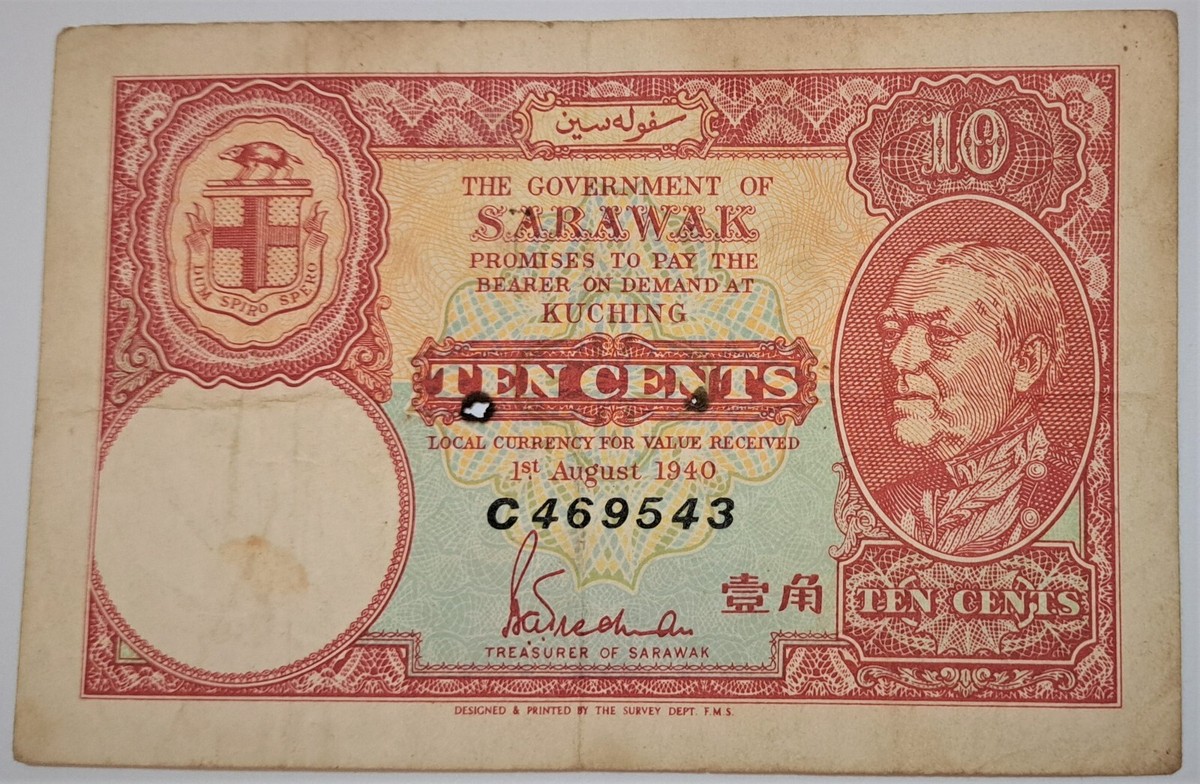 سفوله سين
10
THE GOVERNMENT OF
SARAWAK
PROMISES TO PAY THE
BEARER ON DEMAND AT
KUCHING
DUM SPIRO SPERO
TEN CENTS
LOCAL CURRENCY FOR VALUE RECEIVED
1st August 1940
C469543
壹角
TEN CENTS
TREASURER OF SARAWAK
DESIGNED & PRINTED BY THE SURVEY DEPT. F.M.S.